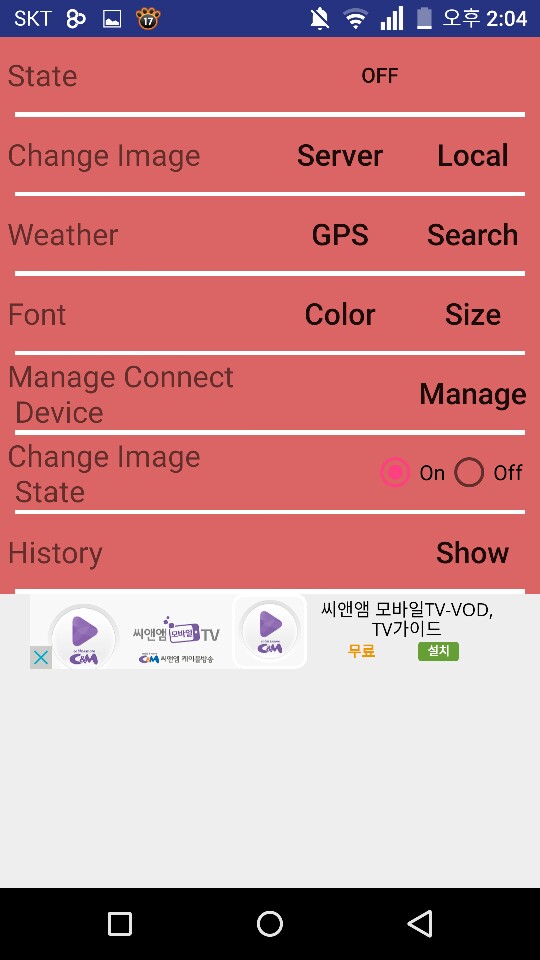 SKT 17 오후 2:04
State OFF
Change Image Server Local
Weather GPS Search
Font Color Size
Manage Connect
Device Manage
Change Image
State On Off
History Show
씨앤앰 모바일 TV
C&M 씨앤앰 케이블방송
C&M
C&M
씨앤앰 모바일TV-VOD,
TV가이드
무료 설치